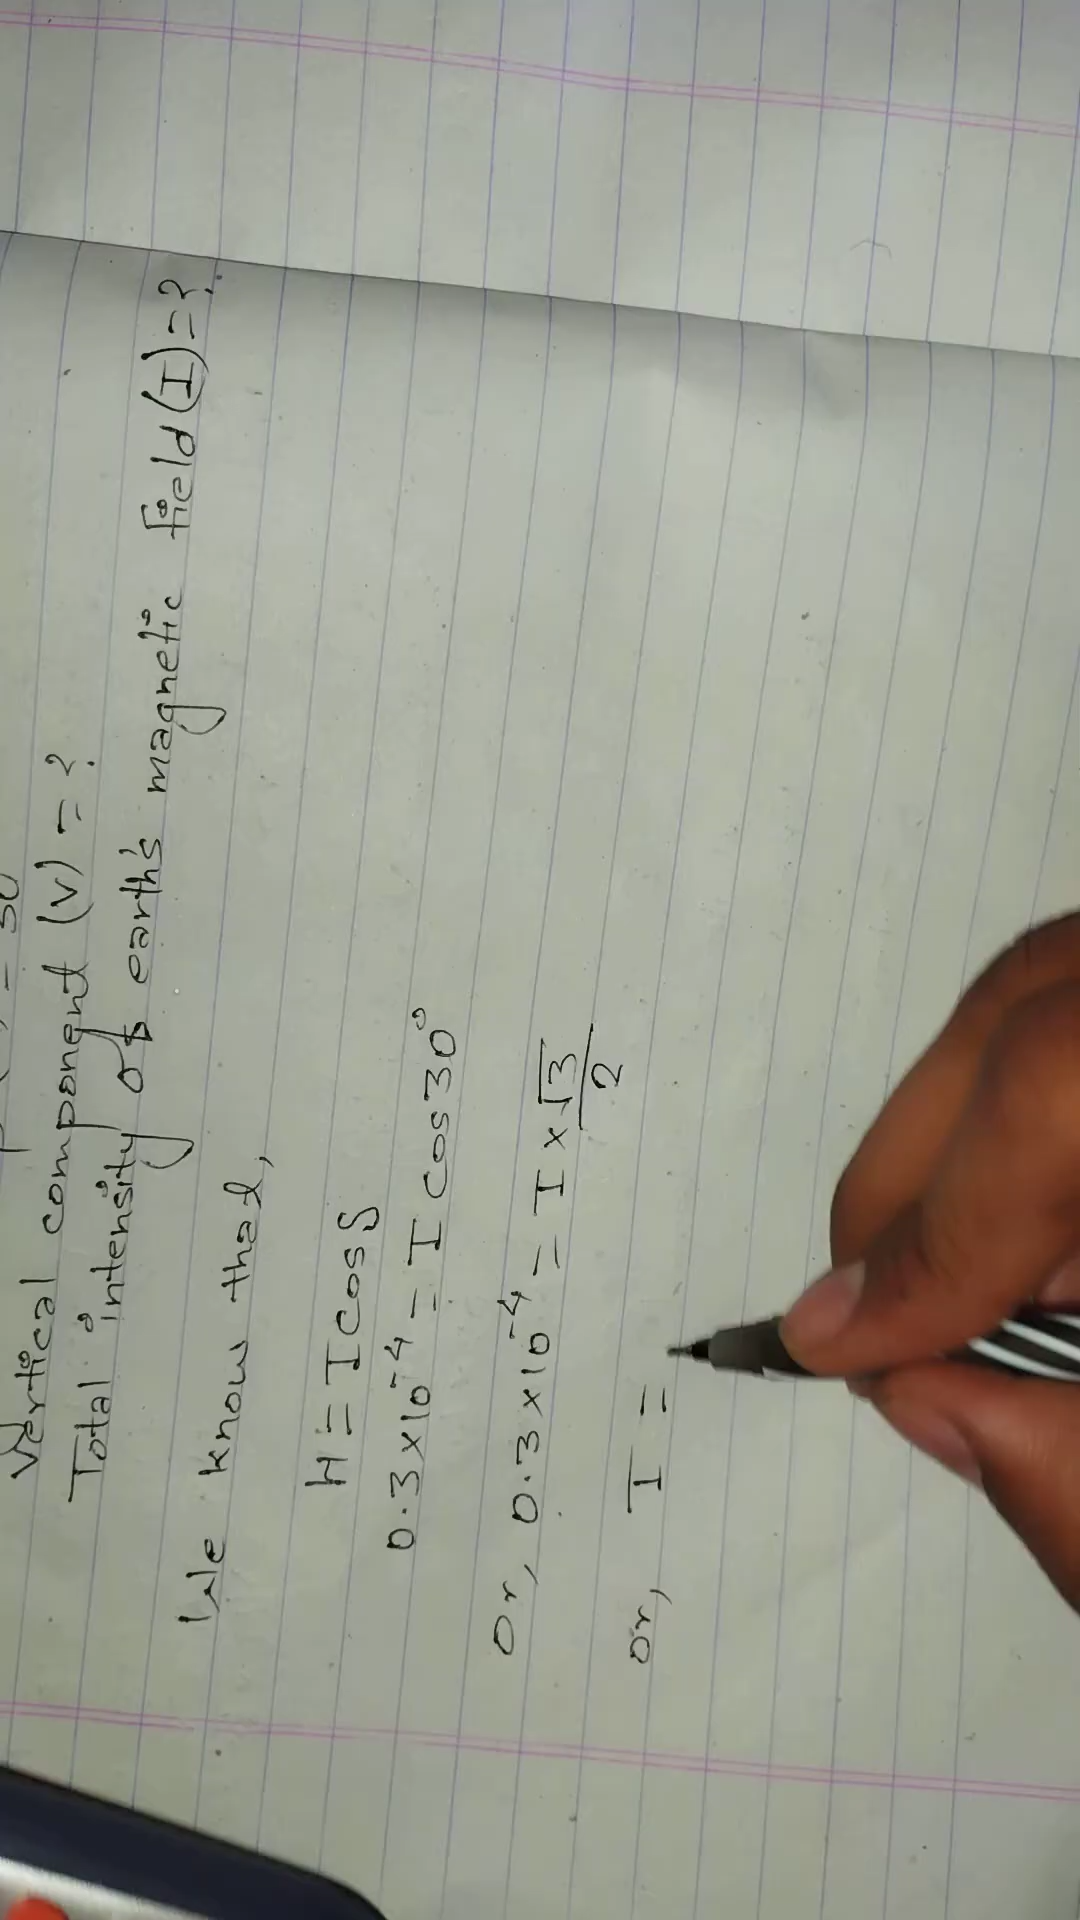 = 30
Vertical component (V) = ?
Total intensity of earth's magnetic field (I) = ?
We know that,
H = I cos δ
0.3 × 10⁻⁴ = I cos 30°
Or, 0.3 × 10⁻⁴ = I × √3/2
or, I =